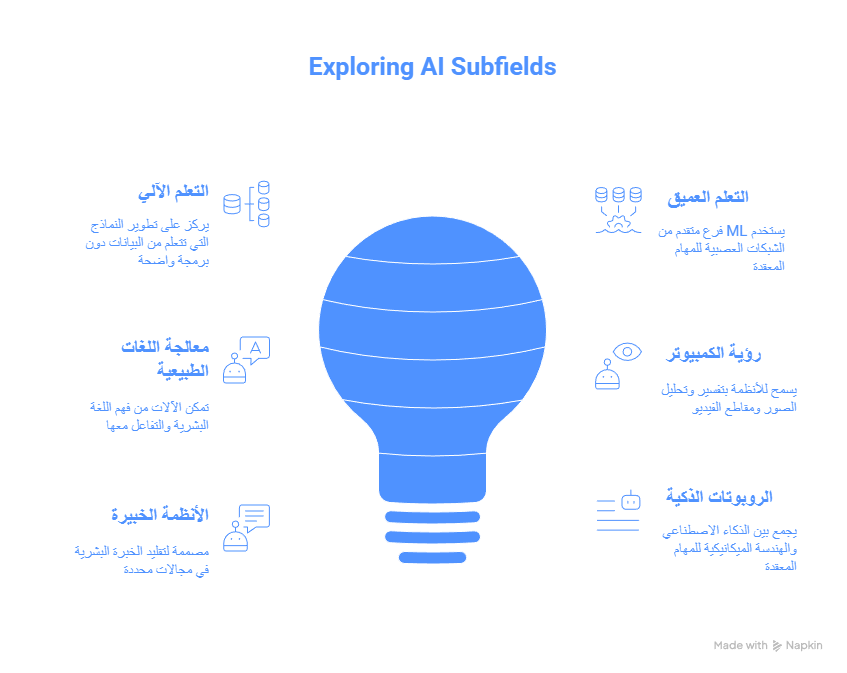 Exploring AI Subfields
التعلم الآلي
يركز على تطوير النماذج
التي تتعلم من البيانات دون
برمجة واضحة
معالجة اللغات
الطبيعية
تمكن الآلات من فهم اللغة
البشرية والتفاعل معها
الأنظمة الخبيرة
مصممة لتقليد الخبرة البشرية
في مجالات محددة
التعلم العميق
يستخدم ML فرع متقدم من
الشبكات العصبية للمهام
المعقدة
رؤية الكمبيوتر
يسمح للأنظمة بتفسير وتحليل
الصور ومقاطع الفيديو
الروبوتات الذكية
يجمع بين الذكاء الاصطناعي
والهندسة الميكانيكية للمهام
المعقدة
A
Made with Napkin